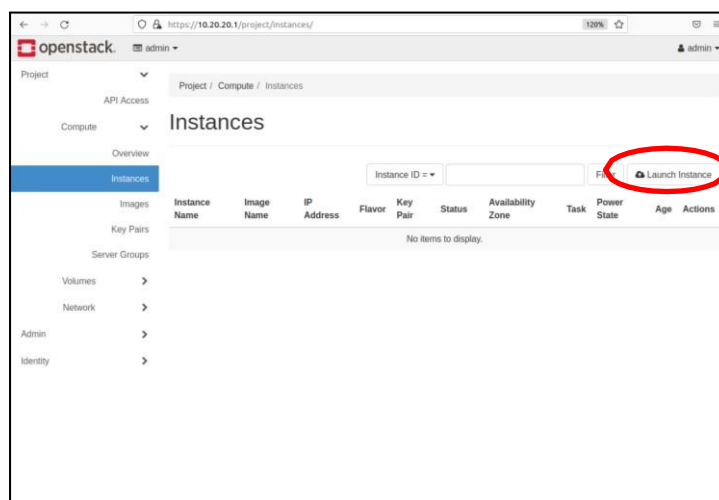 https://10.20.20.1/project/instances/ 120%
openstack. admin admin
Project
API Access
Compute
Overview
Instances
Images
Key Pairs
Server Groups
Volumes
Network
Admin
Identity
Project / Compute / Instances
Instances
Instance ID = Filter Launch Instance
Instance Name Image Name IP Address Flavor Key Pair Status Availability Zone Task Power State Age Actions
No items to display.